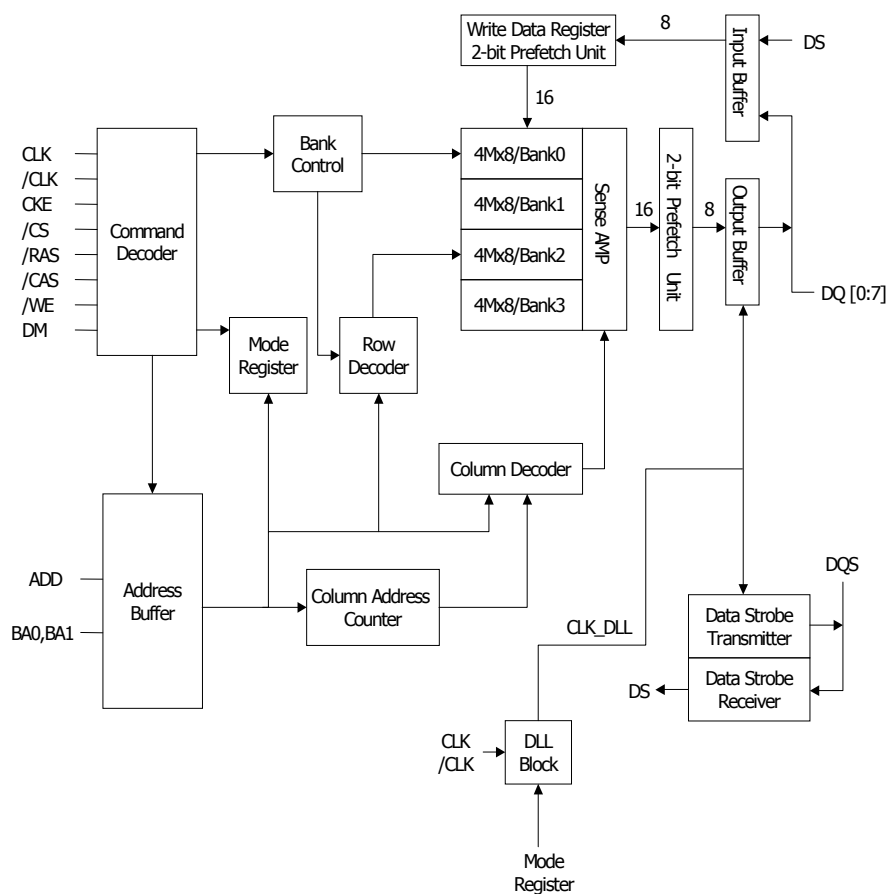 Write Data Register
2-bit Prefetch Unit
8
Input Buffer
DS
16
CLK
/CLK
CKE
/CS
/RAS
/CAS
/WE
DM
Command
Decoder
Bank
Control
4Mx8/Bank0
4Mx8/Bank1
4Mx8/Bank2
4Mx8/Bank3
Sense AMP
16
2-bit Prefetch Unit
8
Output Buffer
DQ [0:7]
Mode
Register
Row
Decoder
Column Decoder
ADD
BA0,BA1
Address
Buffer
Column Address
Counter
CLK_DLL
DQS
Data Strobe
Transmitter
Data Strobe
Receiver
DS
CLK
/CLK
DLL
Block
Mode
Register